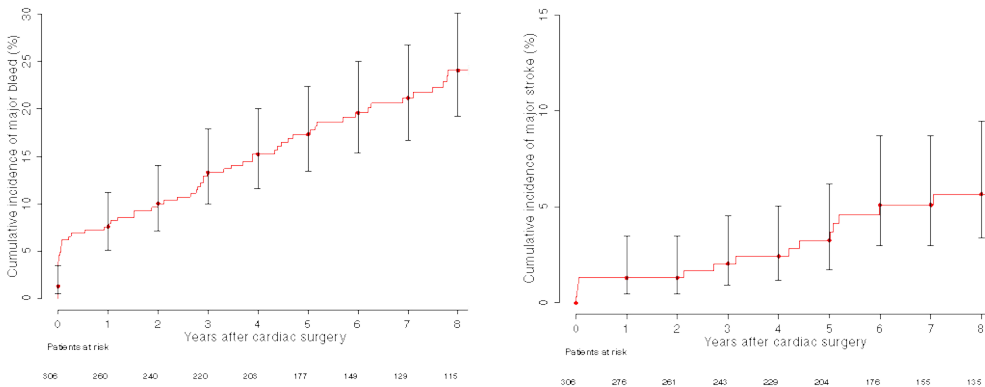 Cumulative incidence of major bleed (%)
30
25
20
15
10
5
0
0 1 2 3 4 5 6 7 8
Years after cardiac surgery
Patients at risk
306 260 240 220 203 177 149 129 115
Cumulative incidence of major stroke (%)
15
10
5
0
0 1 2 3 4 5 6 7 8
Years after cardiac surgery
Patients at risk
306 276 261 243 229 204 176 155 135